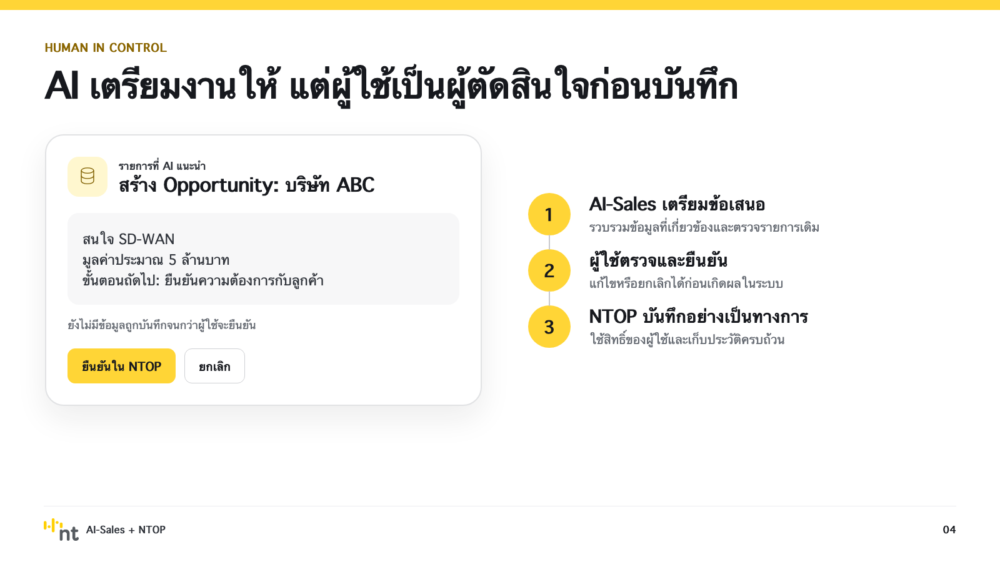 HUMAN IN CONTROL
AI เตรียมงานให้ แต่ผู้ใช้เป็นผู้ตัดสินใจก่อนบันทึก
รายการที่ AI แนะนำ
สร้าง Opportunity: บริษัท ABC
สนใจ SD-WAN
มูลค่าประมาณ 5 ล้านบาท
ขั้นตอนถัดไป: ยืนยันความต้องการกับลูกค้า
ยังไม่มีข้อมูลถูกบันทึกจนกว่าผู้ใช้จะยืนยัน
ยืนยันใน NTOP
ยกเลิก
1
AI-Sales เตรียมข้อเสนอ
รวบรวมข้อมูลที่เกี่ยวข้องและตรวจรายการเดิม
2
ผู้ใช้ตรวจและยืนยัน
แก้ไขหรือยกเลิกได้ก่อนเกิดผลในระบบ
3
NTOP บันทึกอย่างเป็นทางการ
ใช้สิทธิ์ของผู้ใช้และเก็บประวัติครบถ้วน
nt
AI-Sales + NTOP
04